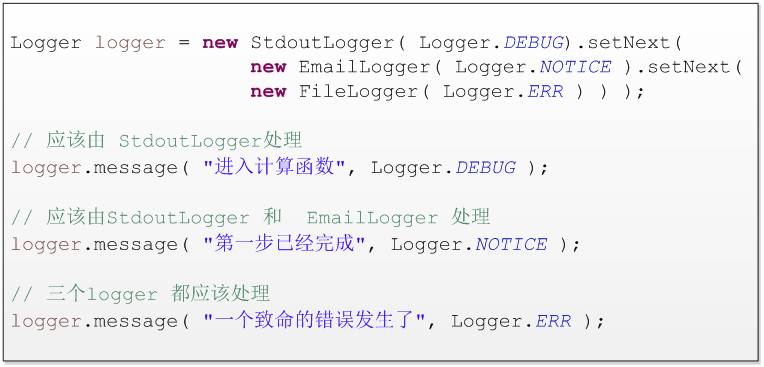 Logger logger = new StdoutLogger( Logger.DEBUG).setNext(
new EmailLogger( Logger.NOTICE ).setNext(
new FileLogger( Logger.ERR ) ) );
// 应该由 StdoutLogger处理
logger.message( "进入计算函数", Logger.DEBUG );
// 应该由StdoutLogger 和  EmailLogger 处理
logger.message( "第一步已经完成", Logger.NOTICE );
// 三个logger 都应该处理
logger.message( "一个致命的错误发生了", Logger.ERR );